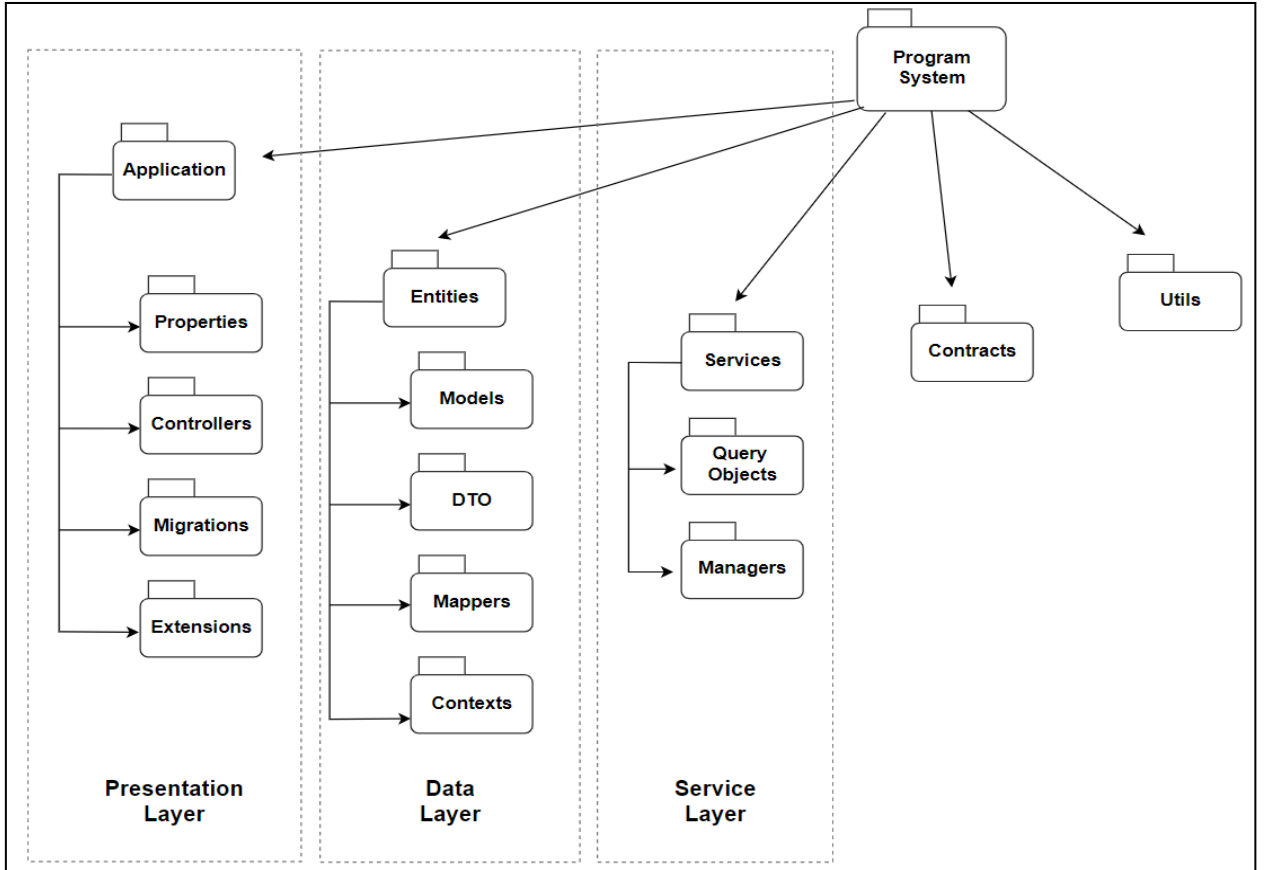 Program
System
Application
Properties
Controllers
Migrations
Extensions
Presentation
Layer
Entities
Models
DTO
Mappers
Contexts
Data
Layer
Services
Query
Objects
Managers
Service
Layer
Contracts
Utils